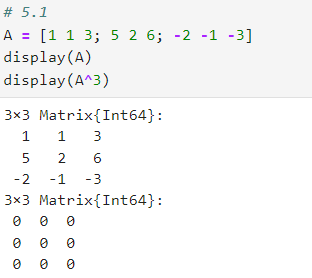 # 5.1
A = [1 1 3; 5 2 6; -2 -1 -3]
display(A)
display(A^3)
3×3 Matrix{Int64}:
  1   1   3
  5   2   6
 -2  -1  -3
3×3 Matrix{Int64}:
 0  0  0
 0  0  0
 0  0  0